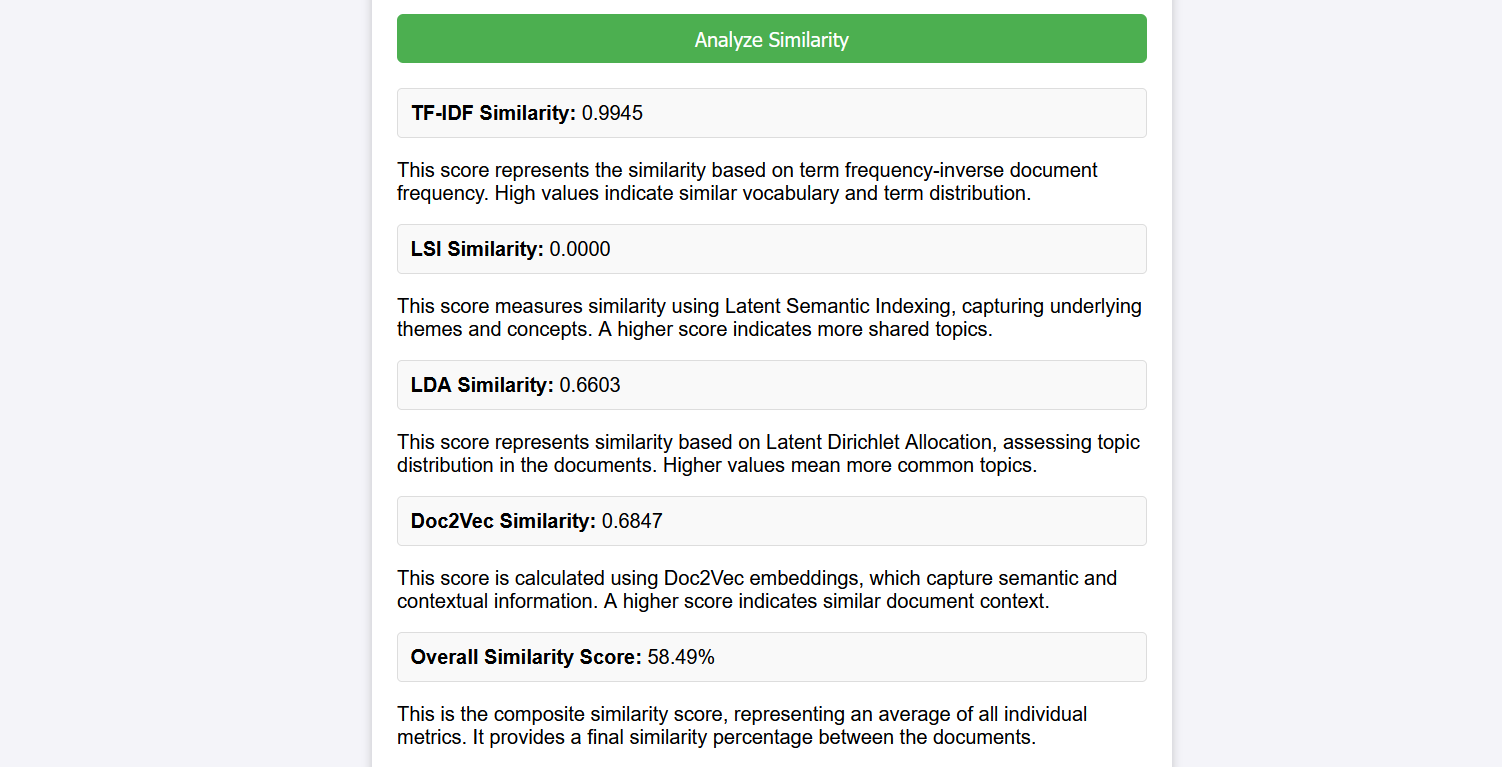 Analyze Similarity
TF-IDF Similarity: 0.9945
This score represents the similarity based on term frequency-inverse document
frequency. High values indicate similar vocabulary and term distribution.
LSI Similarity: 0.0000
This score measures similarity using Latent Semantic Indexing, capturing underlying
themes and concepts. A higher score indicates more shared topics.
LDA Similarity: 0.6603
This score represents similarity based on Latent Dirichlet Allocation, assessing topic
distribution in the documents. Higher values mean more common topics.
Doc2Vec Similarity: 0.6847
This score is calculated using Doc2Vec embeddings, which capture semantic and
contextual information. A higher score indicates similar document context.
Overall Similarity Score: 58.49%
This is the composite similarity score, representing an average of all individual
metrics. It provides a final similarity percentage between the documents.